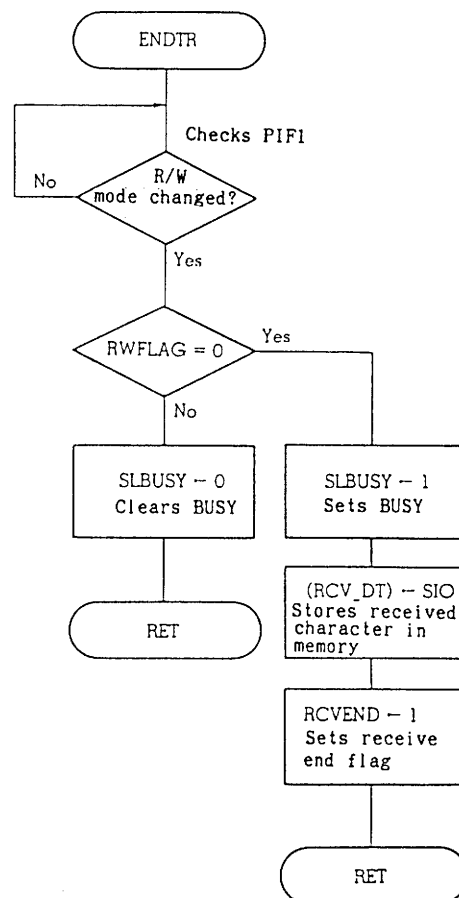 ENDTR
Checks PIF1
R/W
mode changed?
No
Yes
RWFLAG = 0
Yes
No
SLBUSY ← 0
Clears BUSY
RET
SLBUSY ← 1
Sets BUSY
(RCV_DT) ← SIO
Stores received
character in
memory
RCVEND ← 1
Sets receive
end flag
RET